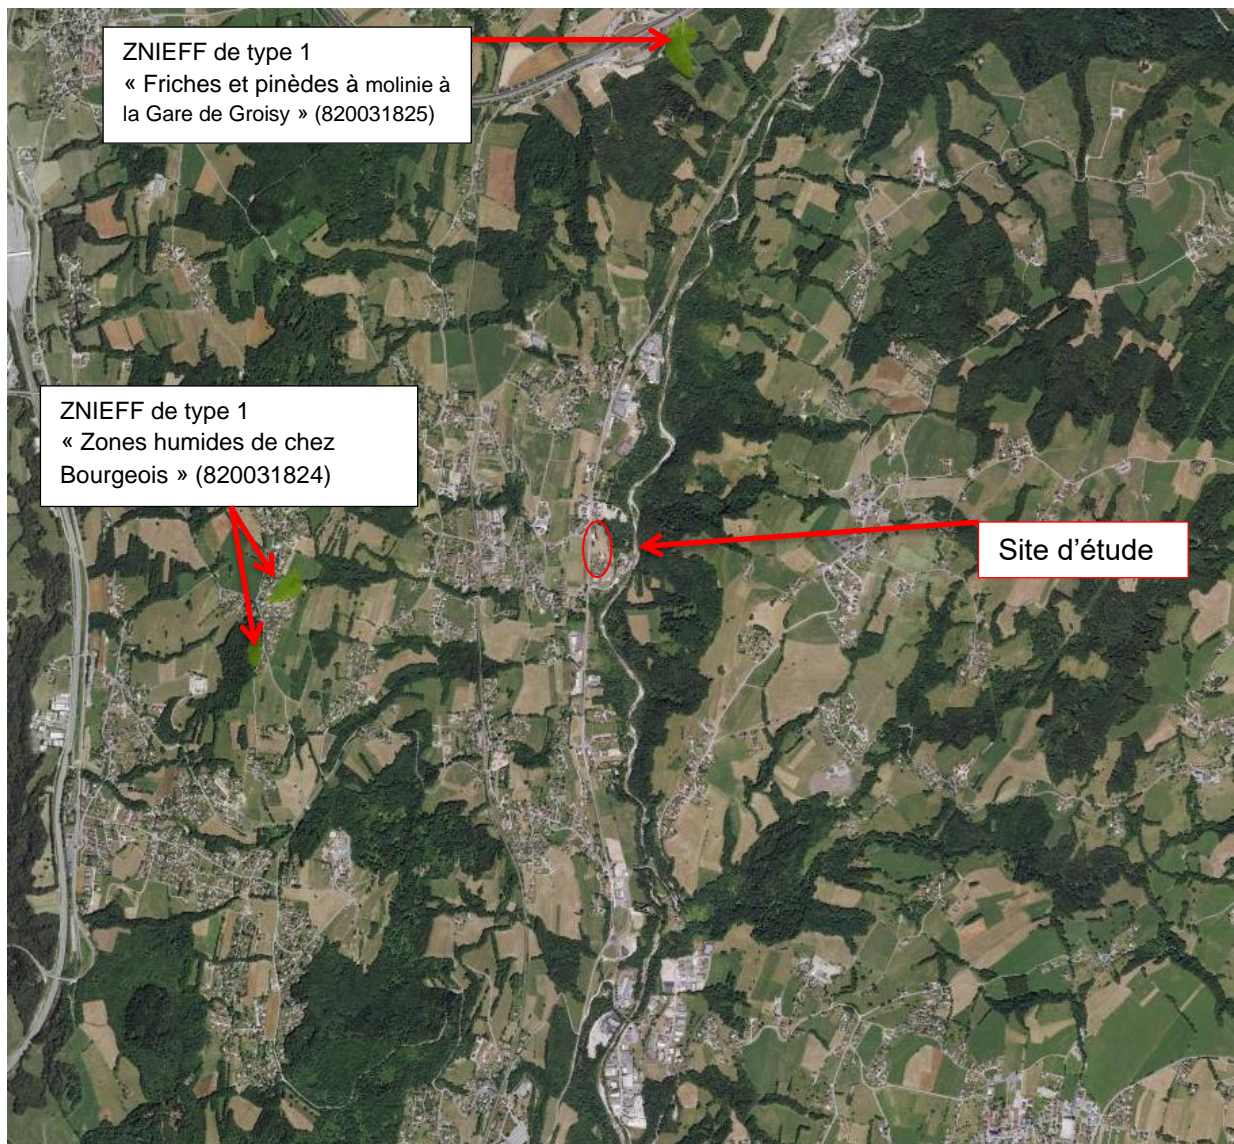 ZNIEFF de type 1
« Friches et pinèdes à molinie à
la Gare de Groisy » (820031825)
ZNIEFF de type 1
« Zones humides de chez
Bourgeois » (820031824)
Site d’étude